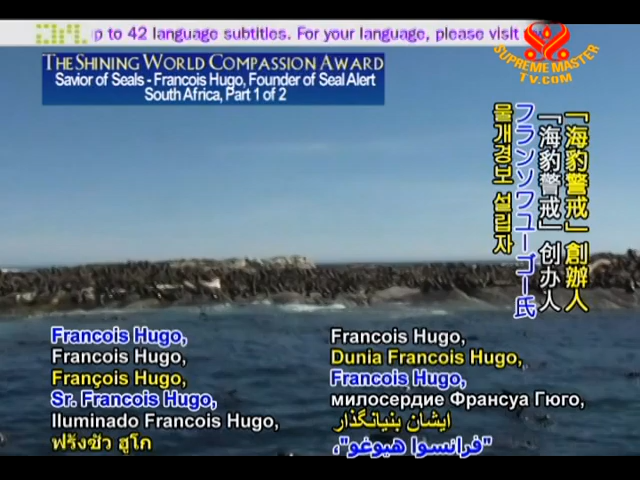 p to 42 language subtitles. For your language, please visit
THE SHINING WORLD COMPASSION AWARD
Savior of Seals - Francois Hugo, Founder of Seal Alert
South Africa, Part 1 of 2
SUPREME MASTER
TV.COM
「海豹警戒」創辦人
「海豹警戒」创办人
フランソワユーゴー氏
물개경보 설립자
Francois Hugo,
Francois Hugo,
François Hugo,
Sr. Francois Hugo,
Iluminado Francois Hugo,
ฟรังซัว ฮูโก
Francois Hugo,
Dunia Francois Hugo,
Francois Hugo,
милосердие Франсуа Гюго,
ایشان بنیانگذار
"فرانسوا هيوغو"،